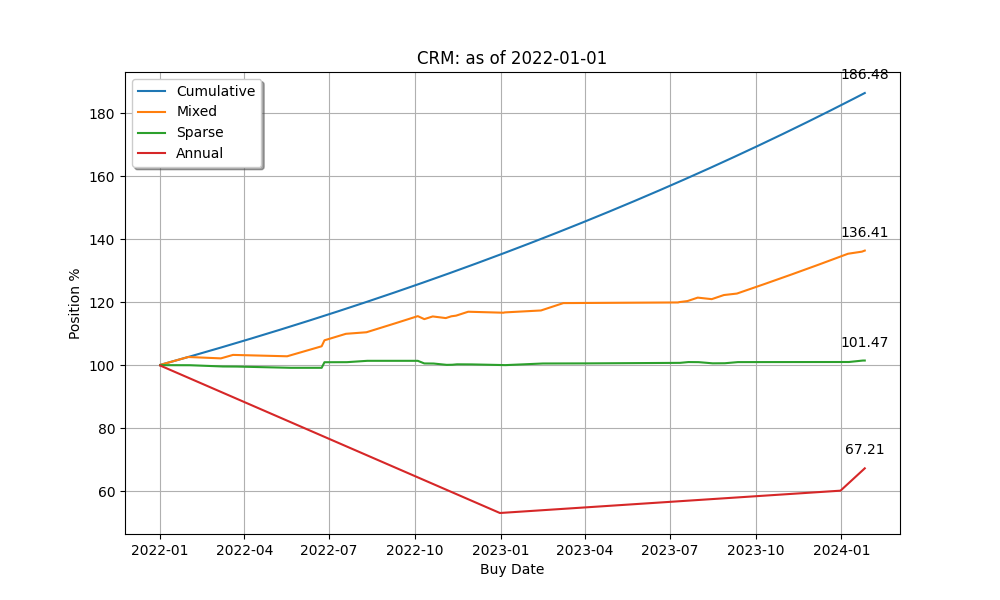 CRM: as of 2022-01-01
186.48
Cumulative
Mixed
Sparse
Annual
180
160
140
120
100
80
60
136.41
101.47
67.21
Position %
2022-01 2022-04 2022-07 2022-10 2023-01 2023-04 2023-07 2023-10 2024-01
Buy Date